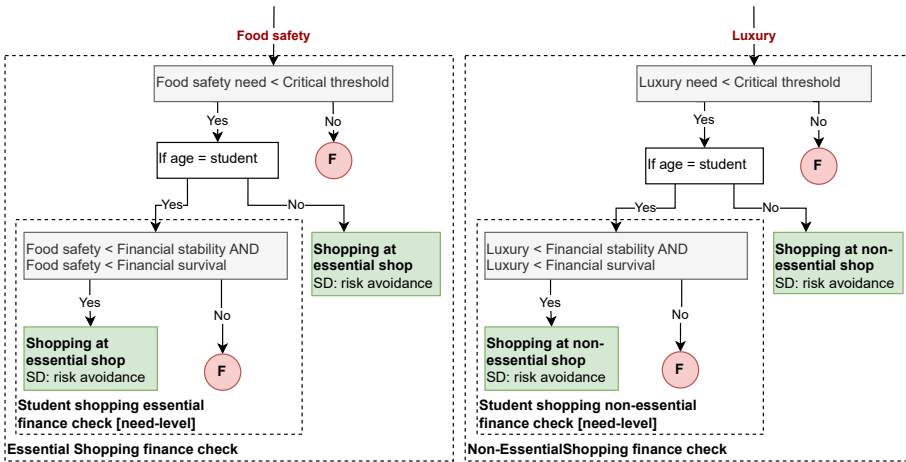 Food safety
Food safety need < Critical threshold
Yes
No
If age = student
F
Yes
No
Food safety < Financial stability AND
Food safety < Financial survival
Shopping at
essential shop
SD: risk avoidance
Yes
No
Shopping at
essential shop
SD: risk avoidance
F
Student shopping essential
finance check [need-level]
Essential Shopping finance check
Luxury
Luxury need < Critical threshold
Yes
No
If age = student
F
Yes
No
Luxury < Financial stability AND
Luxury < Financial survival
Shopping at non-
essential shop
SD: risk avoidance
Yes
No
Shopping at non-
essential shop
SD: risk avoidance
F
Student shopping non-essential
finance check [need-level]
Non-EssentialShopping finance check